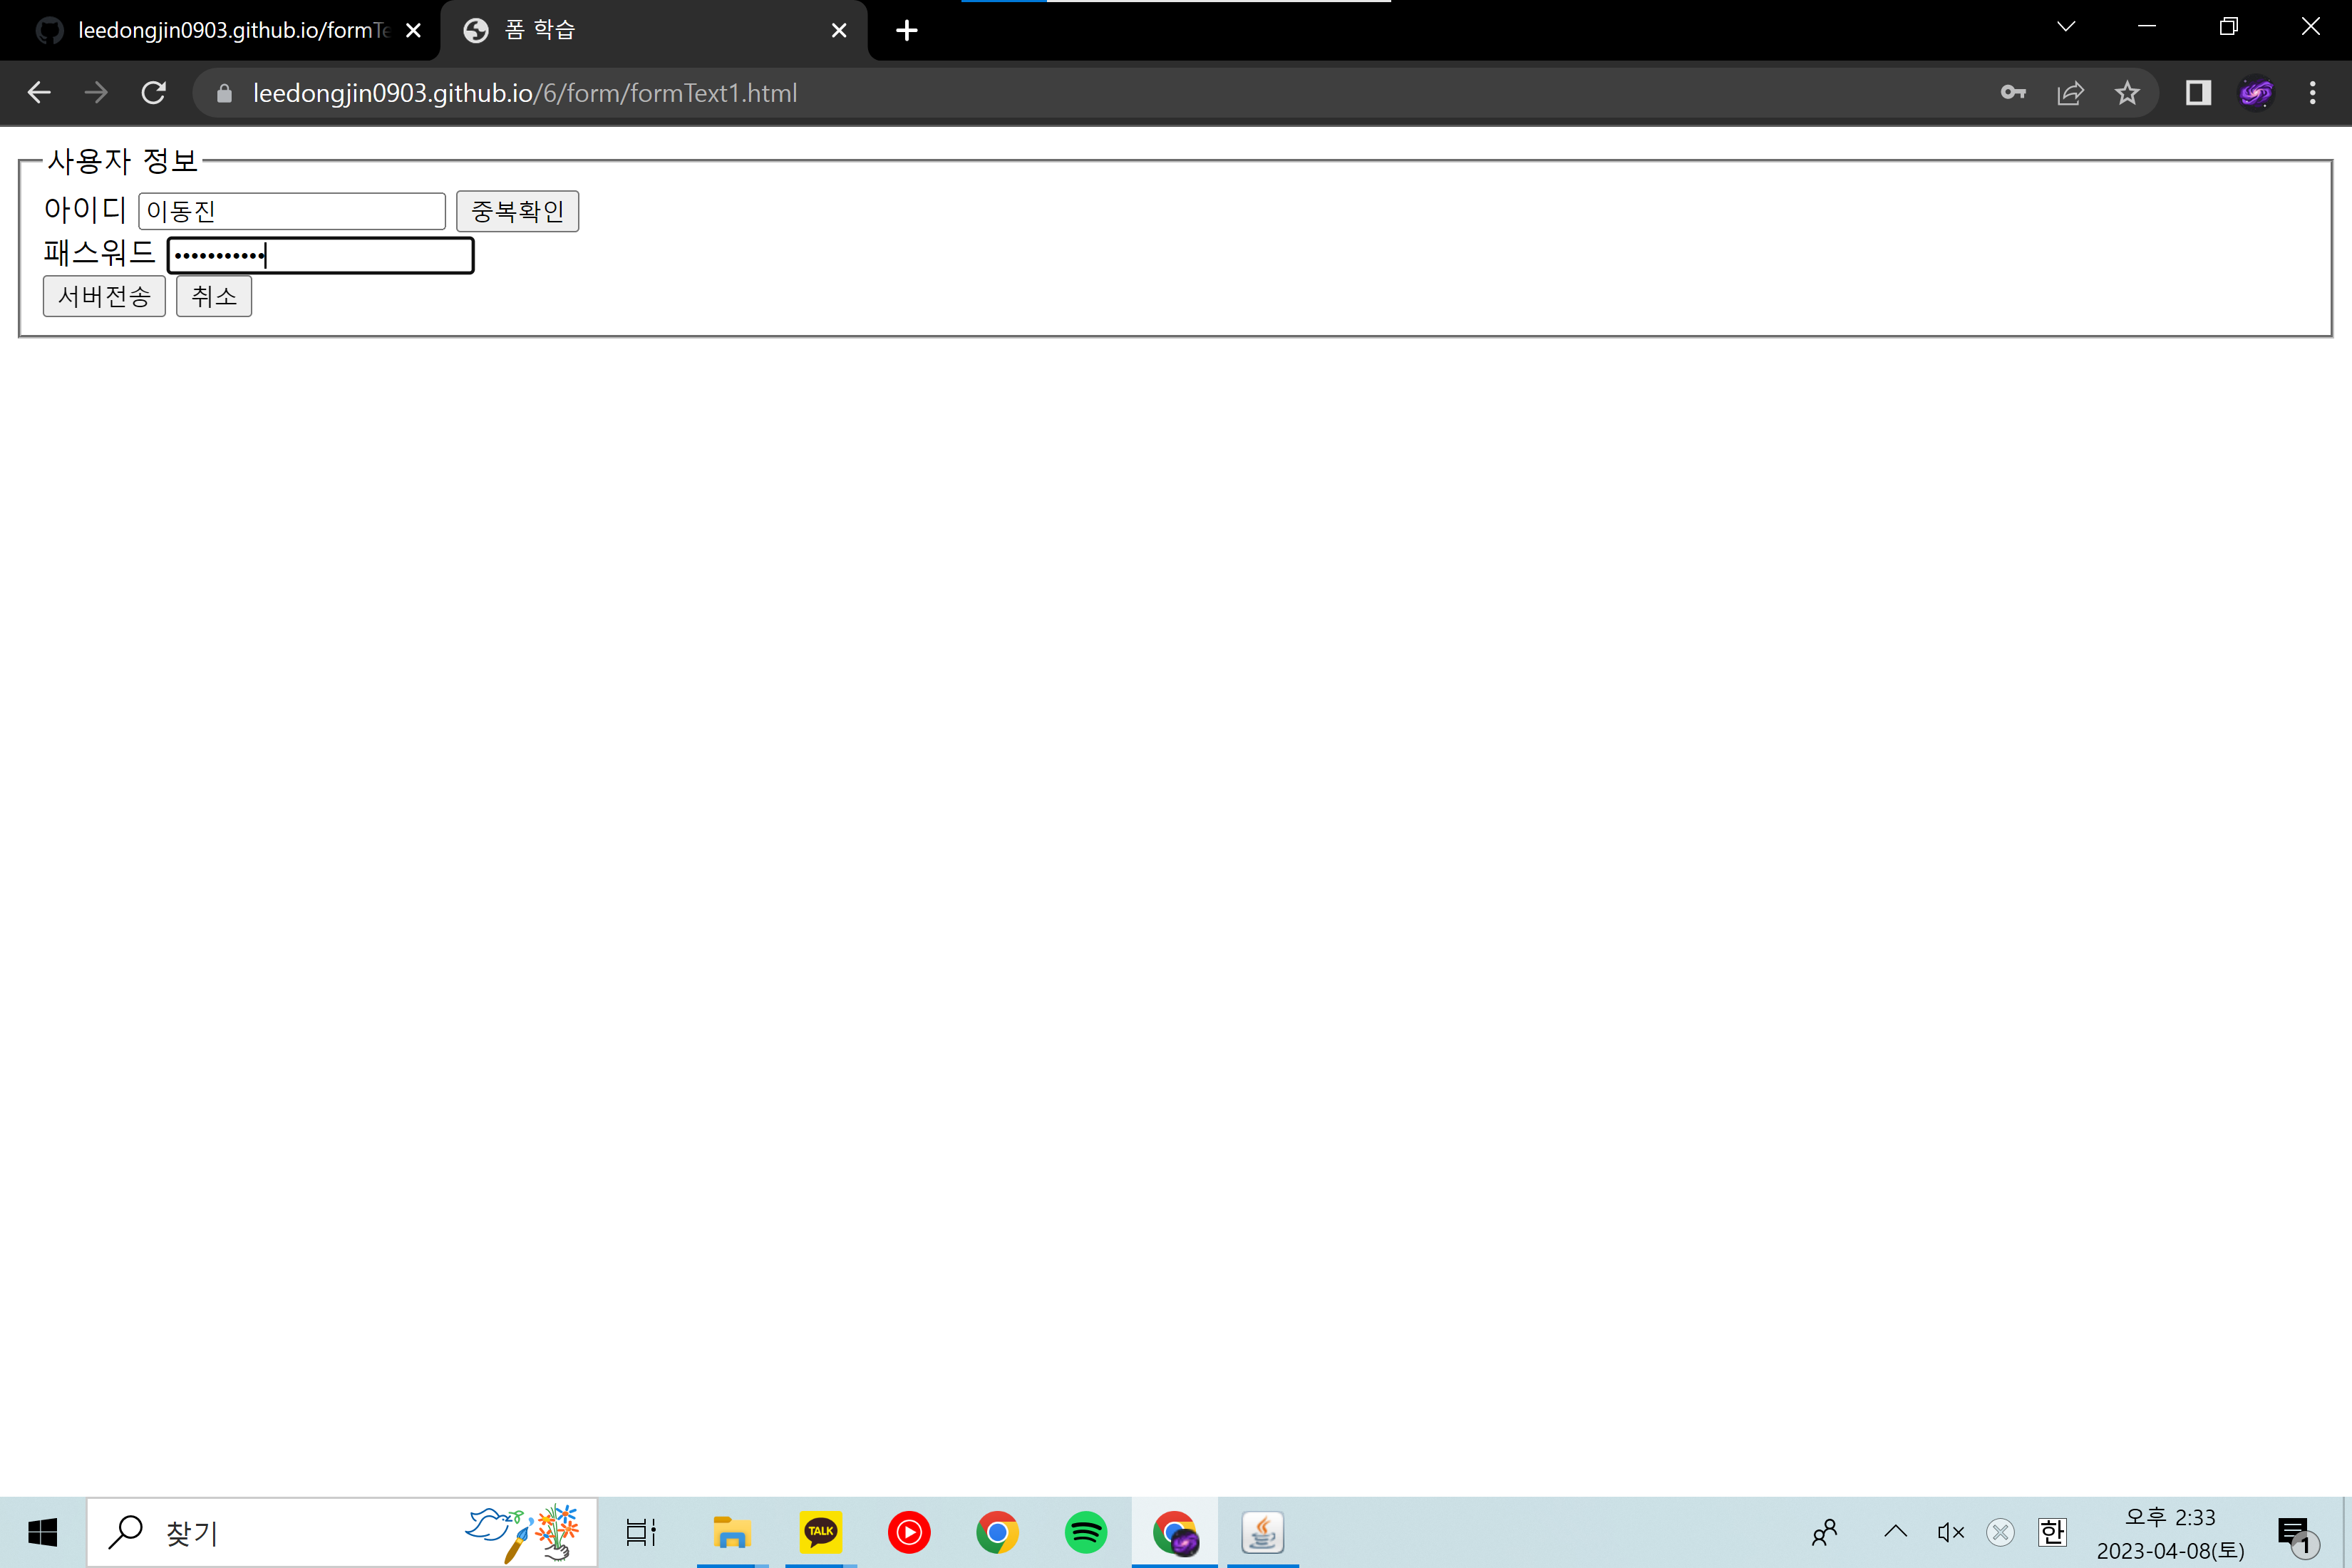 leedongjin0903.github.io/formTe
폼 학습
leedongjin0903.github.io/6/form/formText1.html
사용자 정보
아이디 이동진 중복확인
패스워드 •••••••••••
서버전송 취소
찾기
TALK
한
오후 2:33
2023-04-08(토)
1